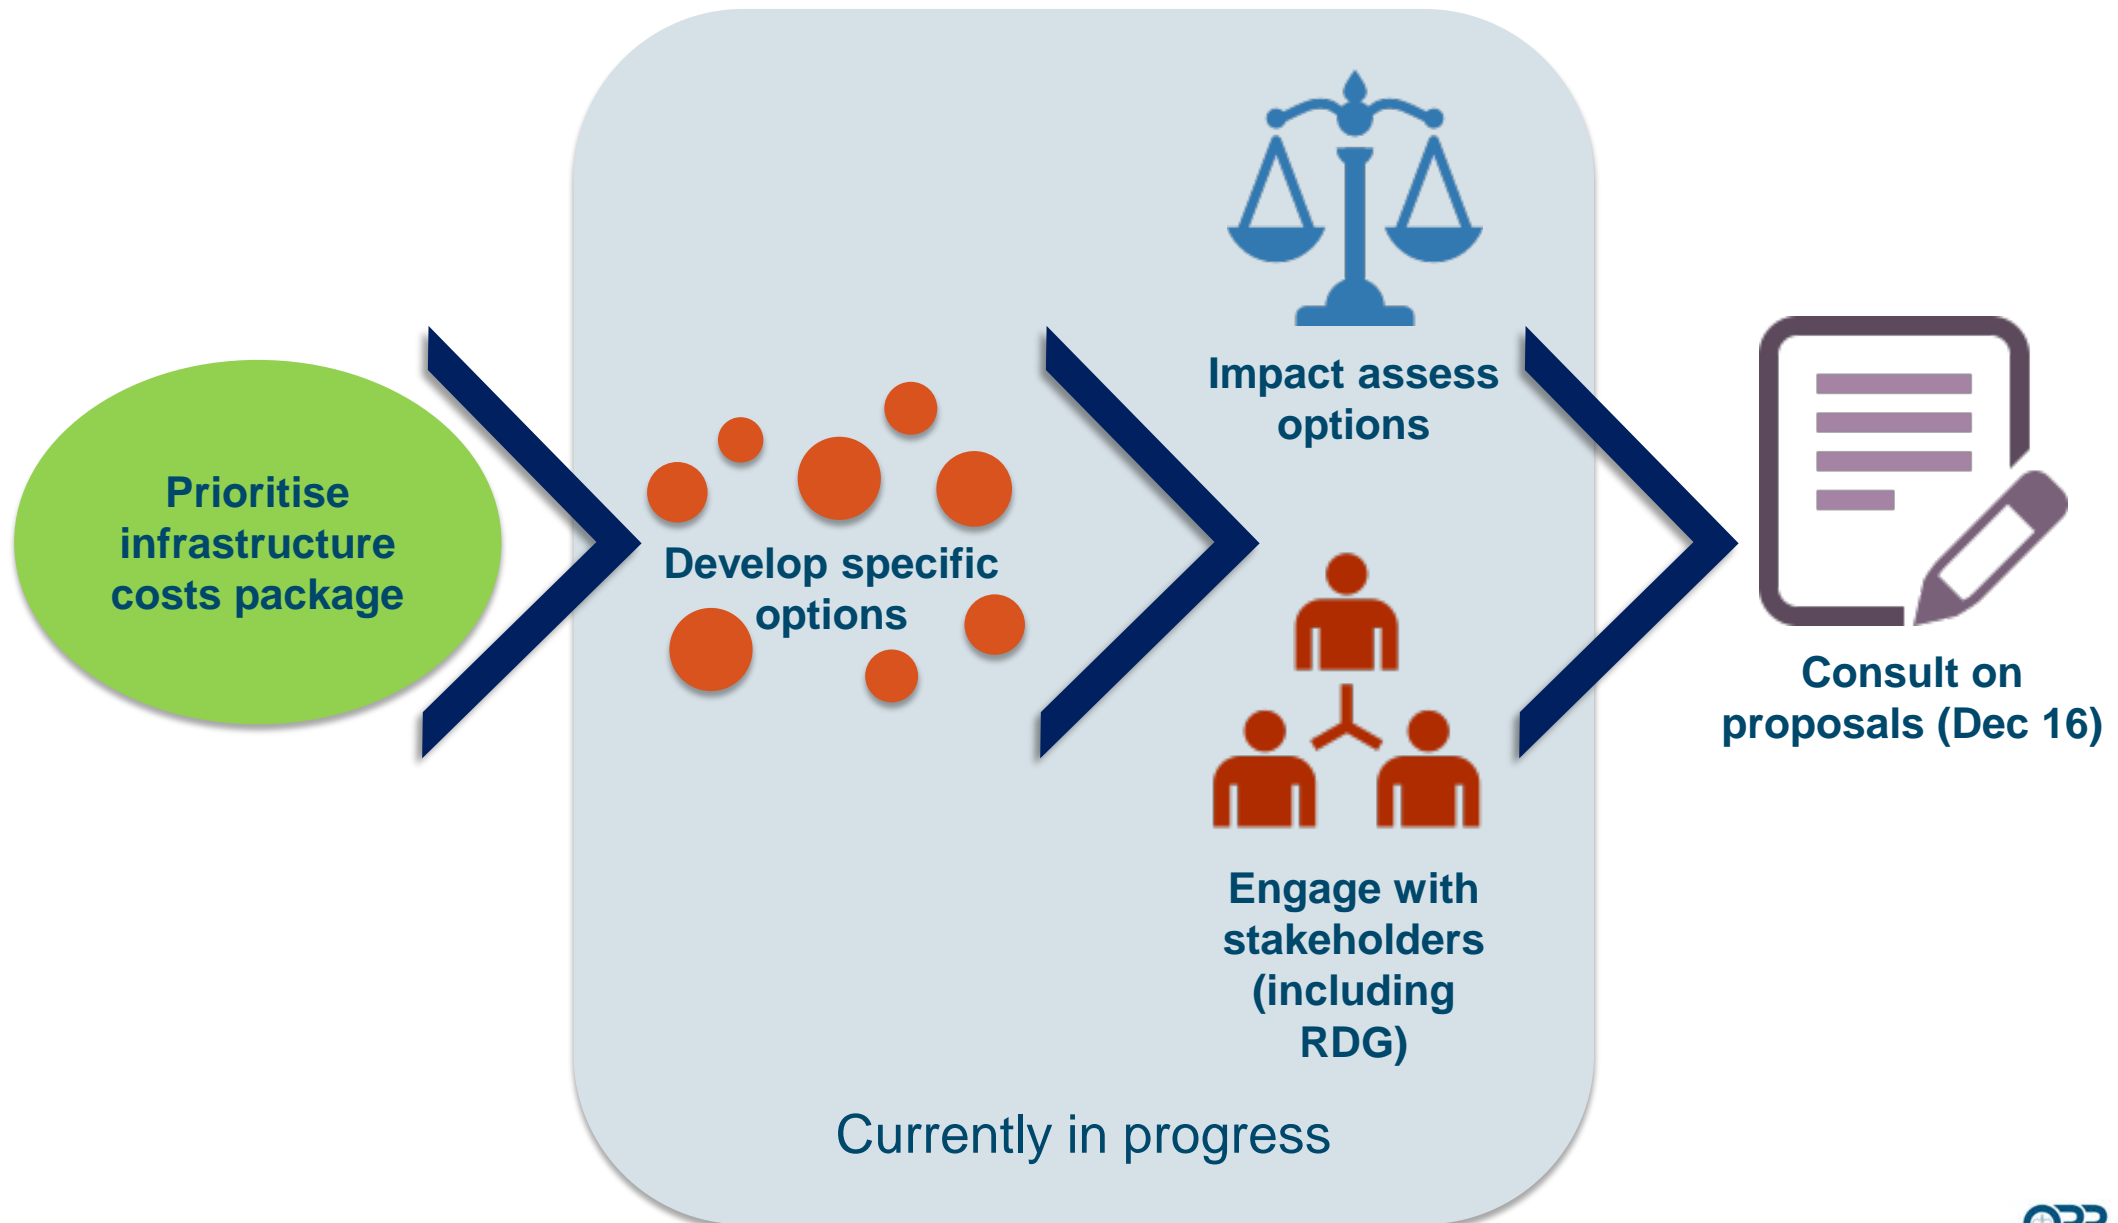 Prioritise
infrastructure
costs package
Develop specific
options
Impact assess
options
Engage with
stakeholders
(including
RDG)
Currently in progress
Consult on
proposals (Dec 16)